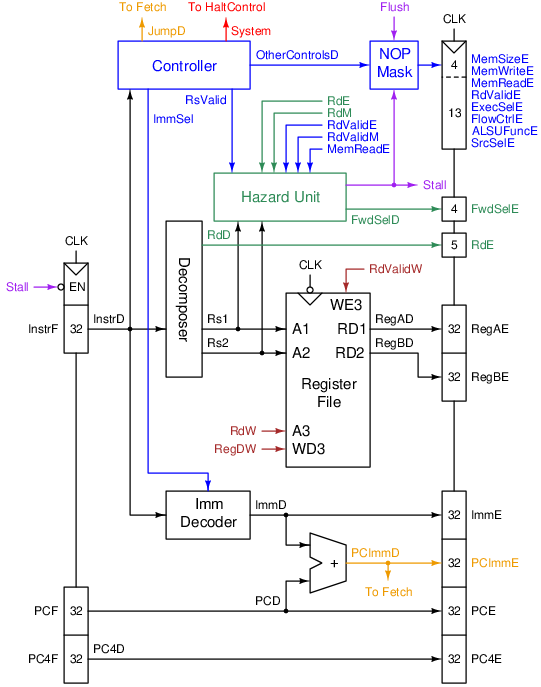 To Fetch
To HaltControl
Flush
CLK
JumpD
System
Controller
OtherControlsD
NOP
Mask
4
13
MemSizeE
MemWriteE
MemReadE
RdValidE
ExecSelE
FlowCtrlE
ALSUFuncE
SrcSelE
RsValid
ImmSel
RdE
RdM
RdValidE
RdValidM
MemReadE
Hazard Unit
Stall
FwdSelD
4
FwdSelE
RdD
5
RdE
CLK
Stall
EN
InstrF
32
InstrD
Decomposer
Rs1
Rs2
CLK
RdValidW
WE3
A1
RD1
A2
RD2
Register
File
A3
WD3
RdW
RegDW
RegAD
32
RegAE
RegBD
32
RegBE
Imm
Decoder
ImmD
32
ImmE
+
PCImmD
32
PCImmE
To Fetch
PCF
32
PCD
32
PCE
PC4F
32
PC4D
32
PC4E